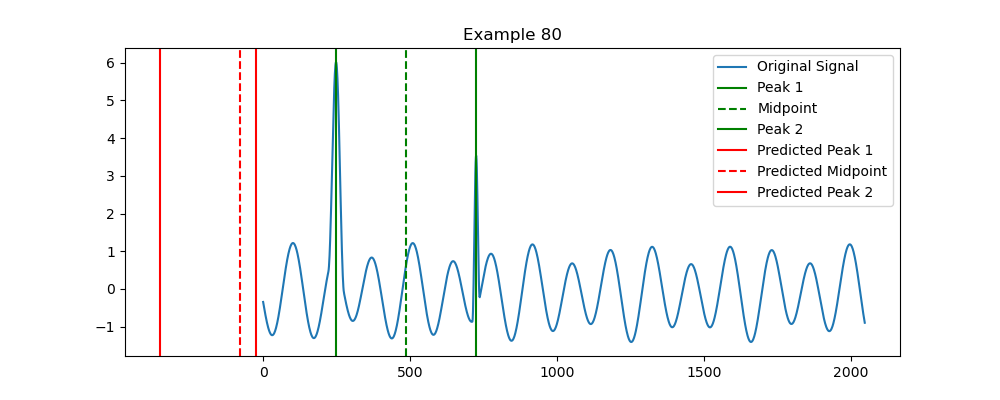 Example 80
6
5
4
3
2
1
0
−1
0
500
1000
1500
2000
Original Signal
Peak 1
Midpoint
Peak 2
Predicted Peak 1
Predicted Midpoint
Predicted Peak 2